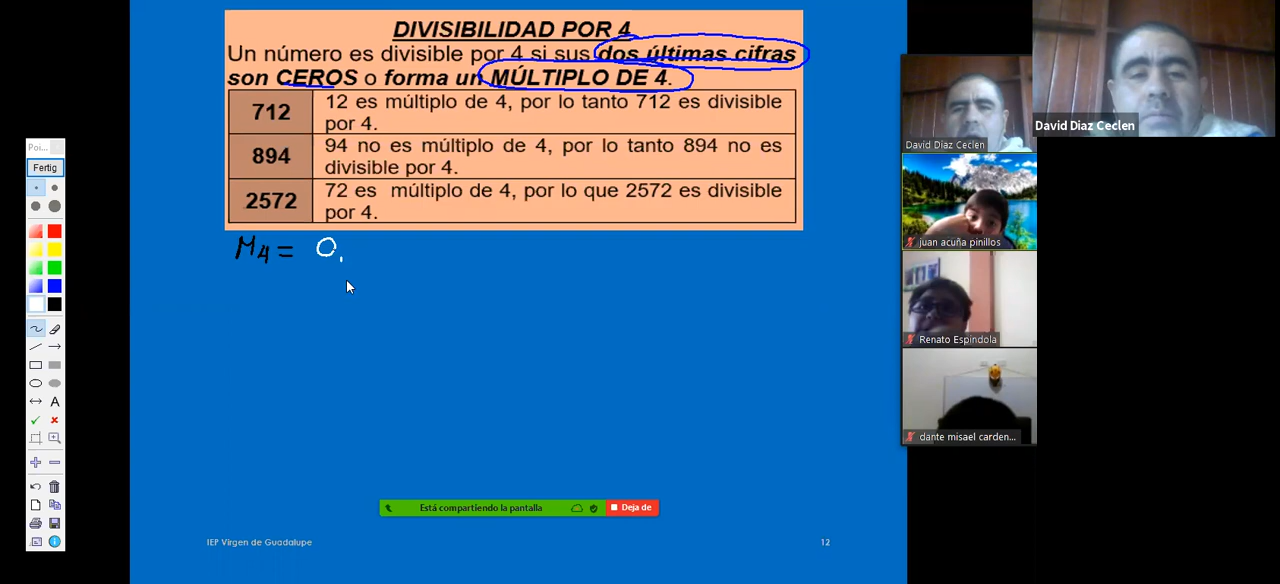 DIVISIBILIDAD POR 4
Un número es divisible por 4 si sus dos últimas cifras
son CEROS o forma un MÚLTIPLO DE 4.
712
12 es múltiplo de 4, por lo tanto 712 es divisible
por 4.
894
94 no es múltiplo de 4, por lo tanto 894 no es
divisible por 4.
2572
72 es múltiplo de 4, por lo que 2572 es divisible
por 4.
M4 = 0,
Poi...
Fertig
A
David Diaz Ceclen
David Diaz Ceclen
juan acuña pinillos
Renato Espindola
dante misael carden...
Está compartiendo la pantalla
Deja de
IEP Virgen de Guadalupe
12